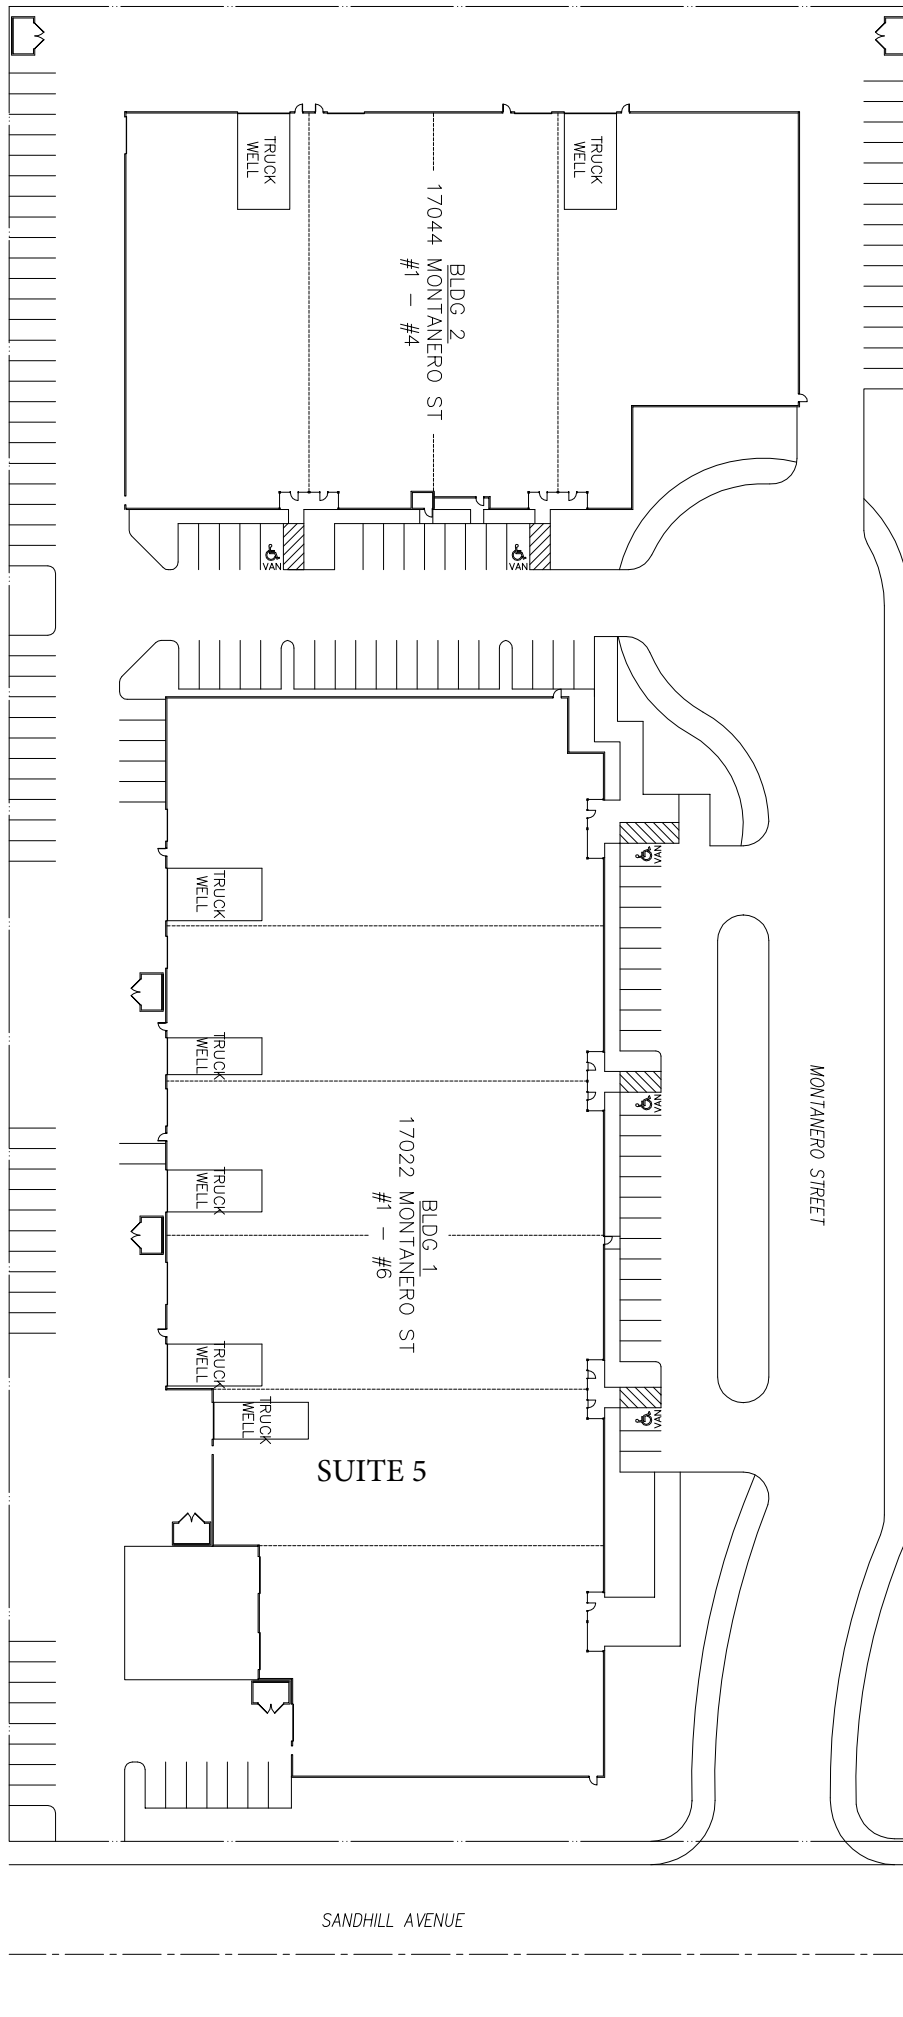 TRUCK
WELL
TRUCK
WELL
BLDG 2
17044 MONTANERO ST
#1 – #4
VAN
VAN
VAN
TRUCK
WELL
TRUCK
WELL
VAN
MONTANERO STREET
TRUCK
WELL
BLDG 1
17022 MONTANERO ST
#1 – #6
TRUCK
WELL
TRUCK
WELL
VAN
SUITE 5
SANDHILL AVENUE